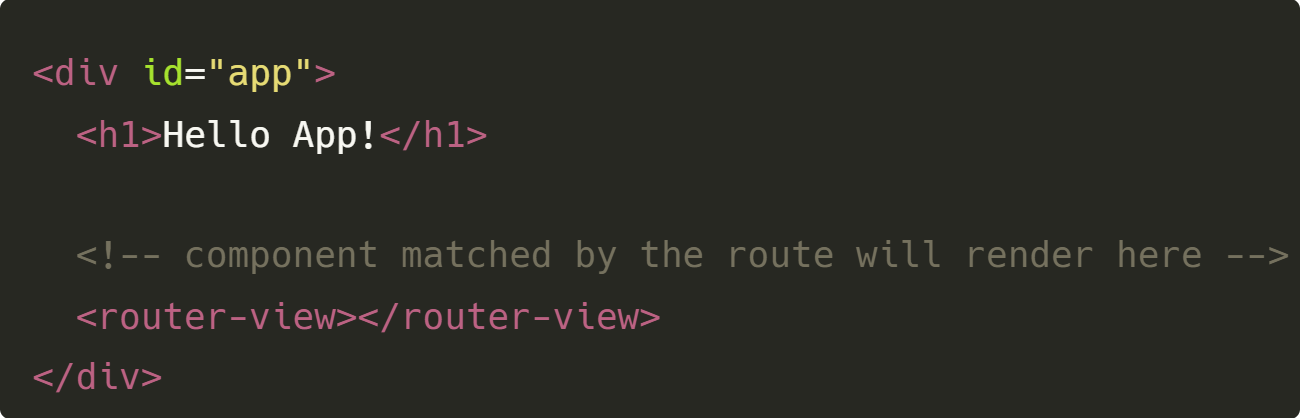 <div id="app">
  <h1>Hello App!</h1>
  <!-- component matched by the route will render here -->
  <router-view></router-view>
</div>